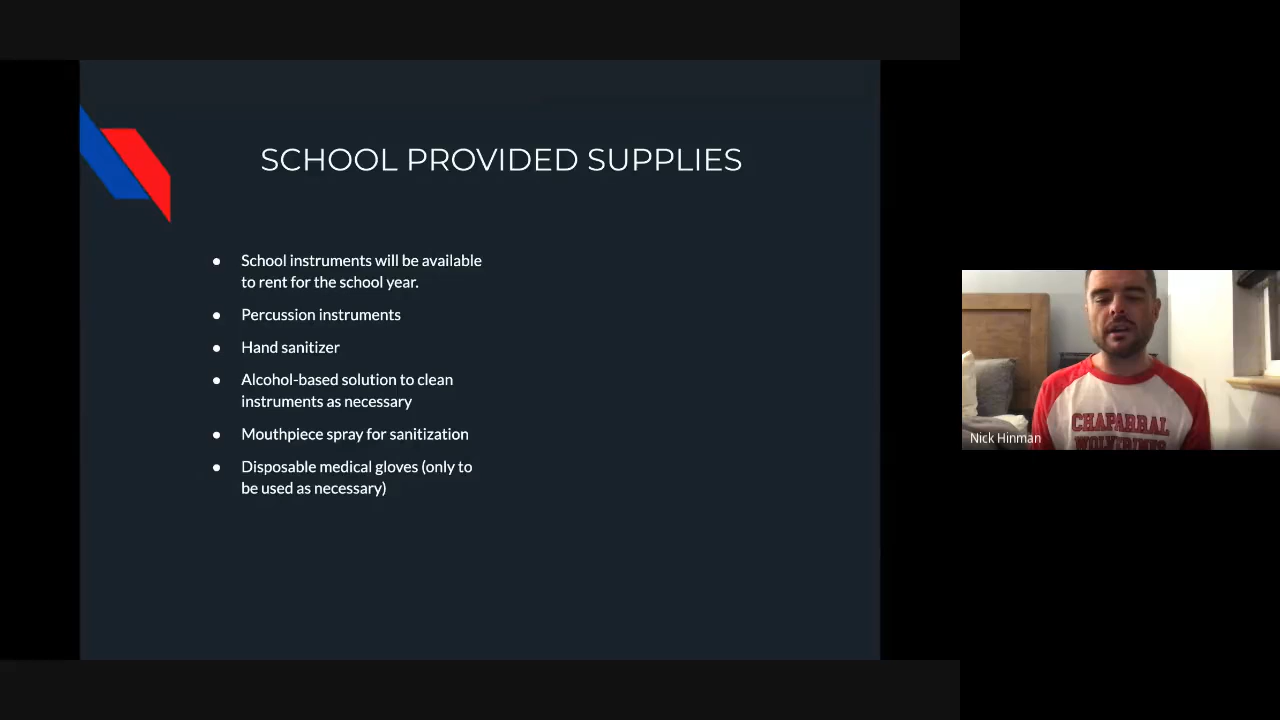 SCHOOL PROVIDED SUPPLIES
● School instruments will be available
to rent for the school year.
● Percussion instruments
● Hand sanitizer
● Alcohol-based solution to clean
instruments as necessary
● Mouthpiece spray for sanitization
● Disposable medical gloves (only to
be used as necessary)
CHAPARRAL
WOLVERINES
Nick Hinman